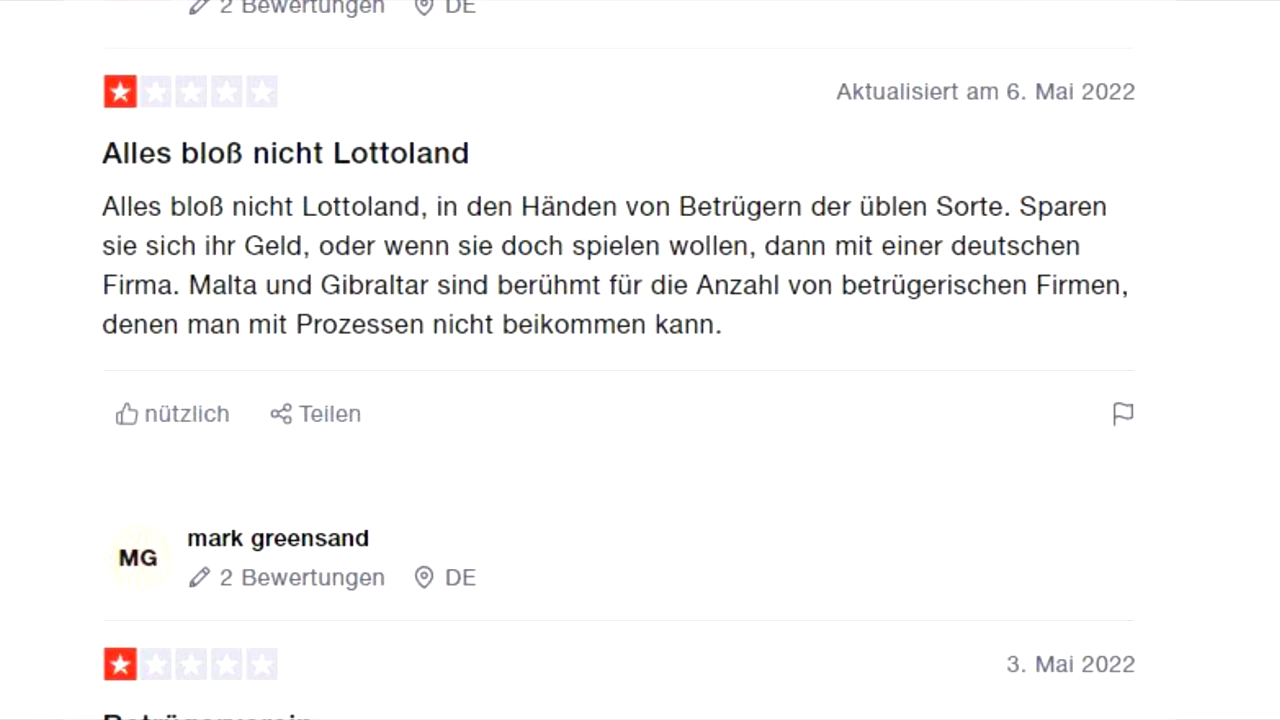 2 Bewertungen DE
Aktualisiert am 6. Mai 2022
Alles bloß nicht Lottoland
Alles bloß nicht Lottoland, in den Händen von Betrügern der üblen Sorte. Sparen
sie sich ihr Geld, oder wenn sie doch spielen wollen, dann mit einer deutschen
Firma. Malta und Gibraltar sind berühmt für die Anzahl von betrügerischen Firmen,
denen man mit Prozessen nicht beikommen kann.
nützlich Teilen
MG mark greensand
2 Bewertungen DE
3. Mai 2022